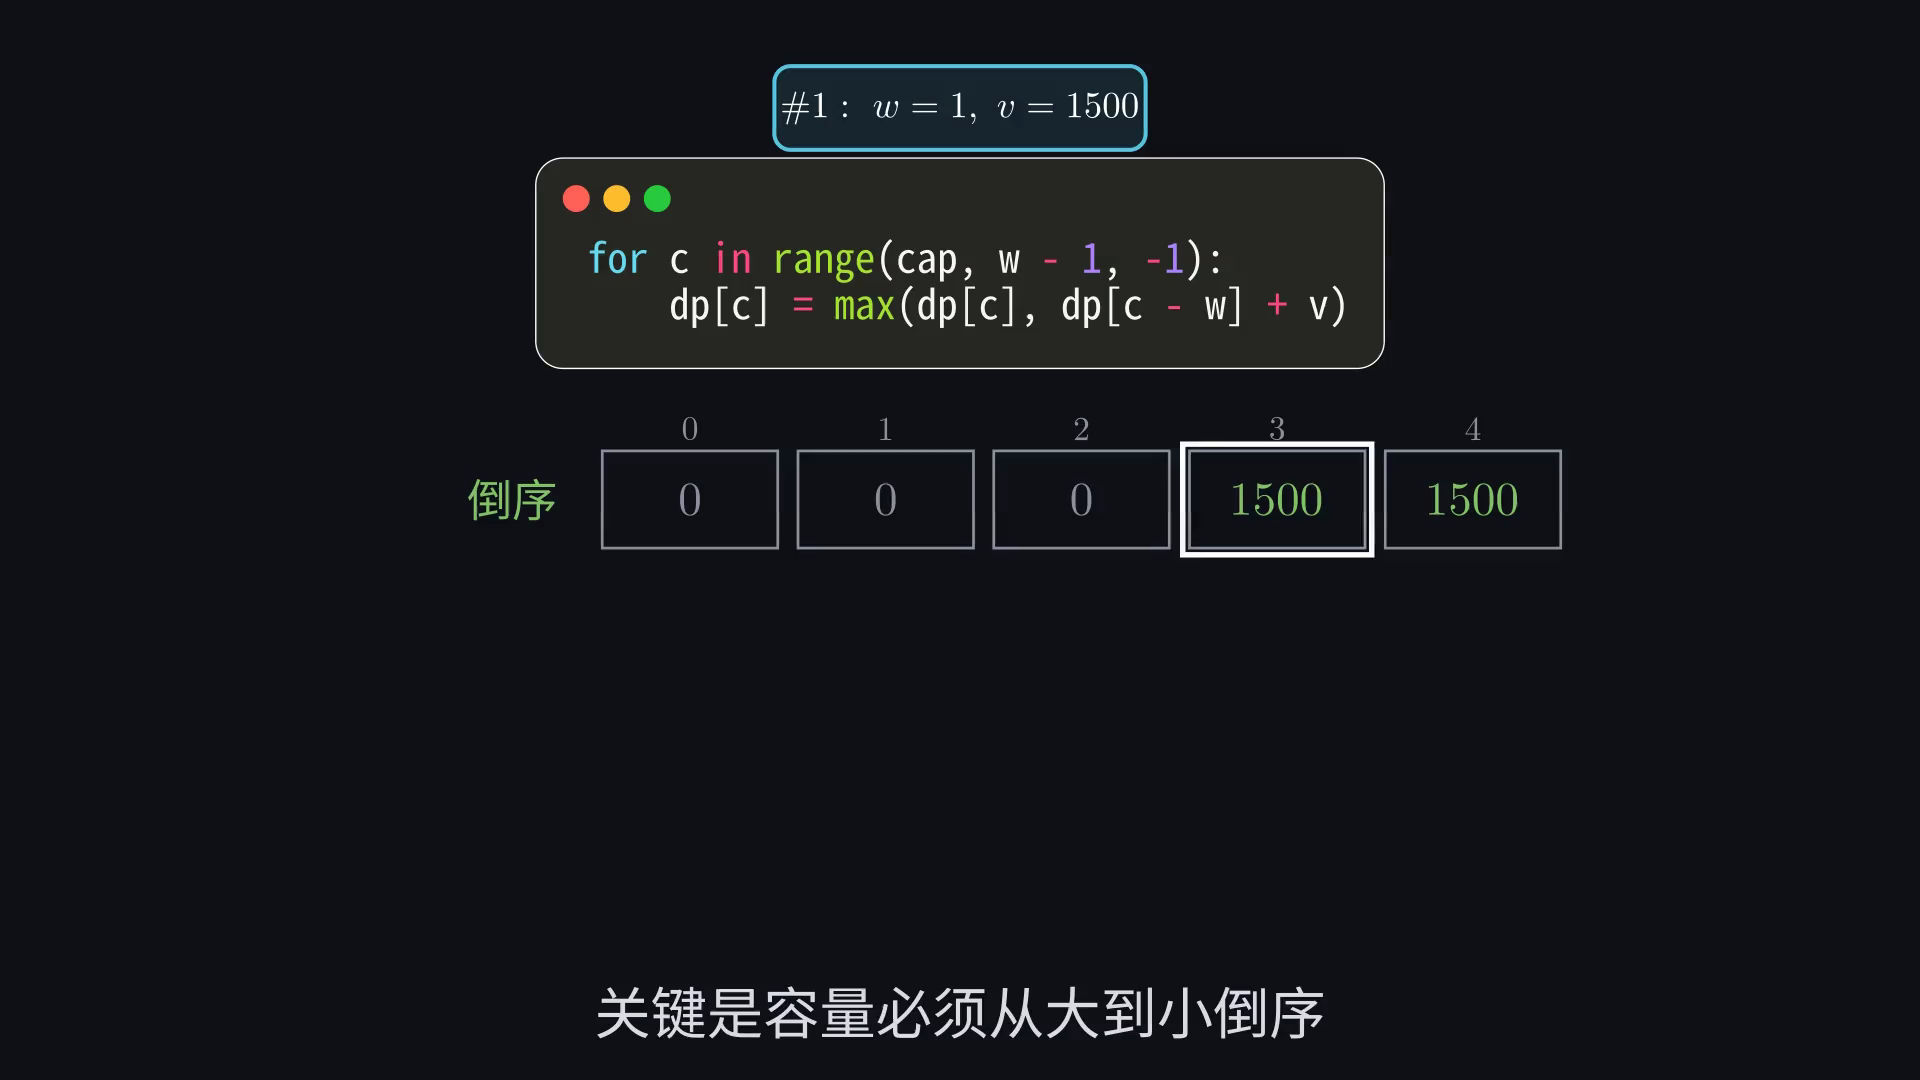 #1 : w = 1, v = 1500
for c in range(cap, w - 1, -1):
    dp[c] = max(dp[c], dp[c - w] + v)
0 1 2 3 4
倒序 0 0 0 1500 1500
关键是容量必须从大到小倒序